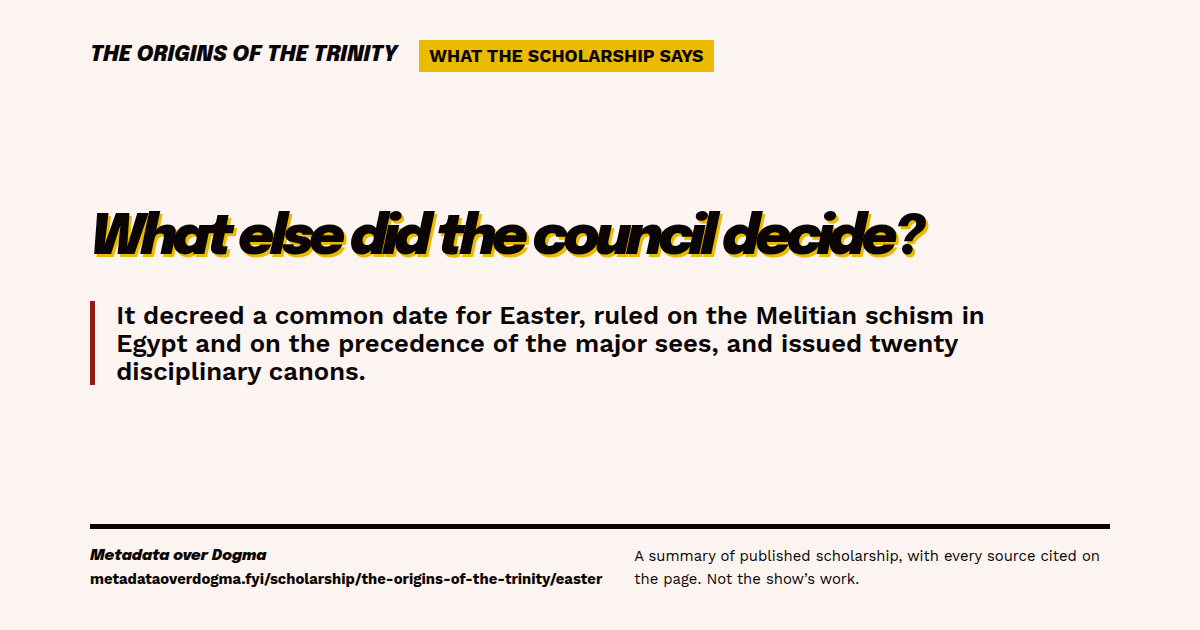 THE ORIGINS OF THE TRINITY
WHAT THE SCHOLARSHIP SAYS
What else did the council decide?
It decreed a common date for Easter, ruled on the Melitian schism in
Egypt and on the precedence of the major sees, and issued twenty
disciplinary canons.
Metadata over Dogma
metadataoverdogma.fyi/scholarship/the-origins-of-the-trinity/easter
A summary of published scholarship, with every source cited on
the page. Not the show’s work.